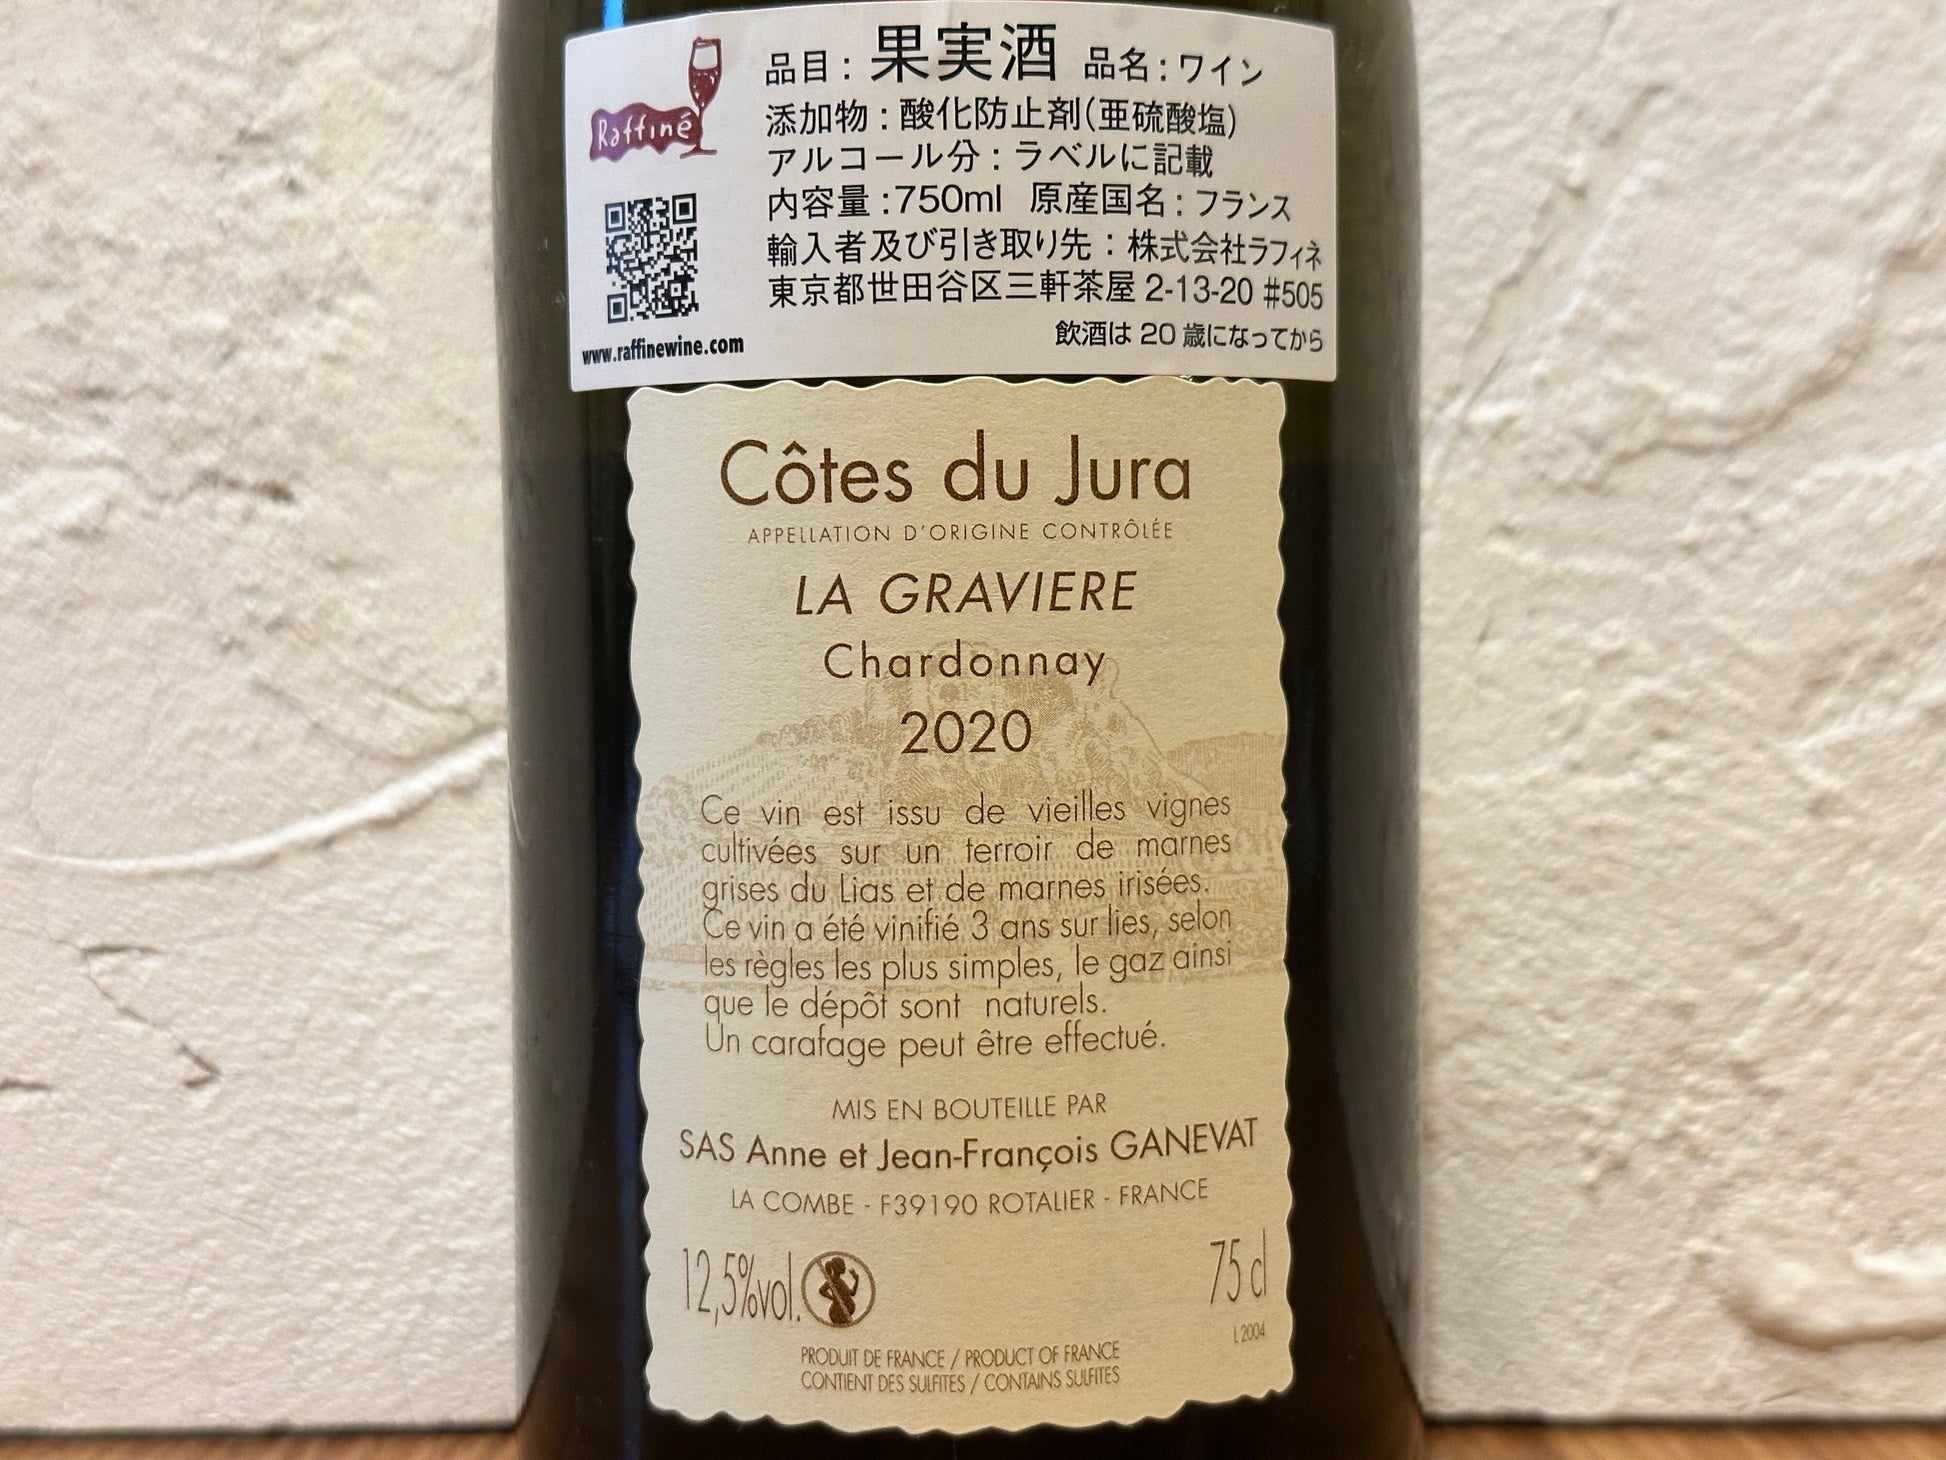 Raffiné
品目：果実酒 品名：ワイン
添加物：酸化防止剤(亜硫酸塩)
アルコール分：ラベルに記載
内容量：750ml 原産国名：フランス
輸入者及び引き取り先：株式会社ラフィネ
東京都世田谷区三軒茶屋 2-13-20 #505
飲酒は 20 歳になってから
www.raffinewine.com
Côtes du Jura
APPELLATION D'ORIGINE CONTRÔLÉE
LA GRAVIERE
Chardonnay
2020
Ce vin est issu de vieilles vignes
cultivées sur un terroir de marnes
grises du Lias et de marnes irisées.
Ce vin a été vinifié 3 ans sur lies, selon
les règles les plus simples, le gaz ainsi
que le dépôt sont naturels.
Un carafage peut être effectué.
MIS EN BOUTEILLE PAR
SAS Anne et Jean-François GANEVAT
LA COMBE - F39190 ROTALIER - FRANCE
12,5%vol.
75 cl
L 2004
PRODUIT DE FRANCE / PRODUCT OF FRANCE
CONTIENT DES SULFITES / CONTAINS SULFITES